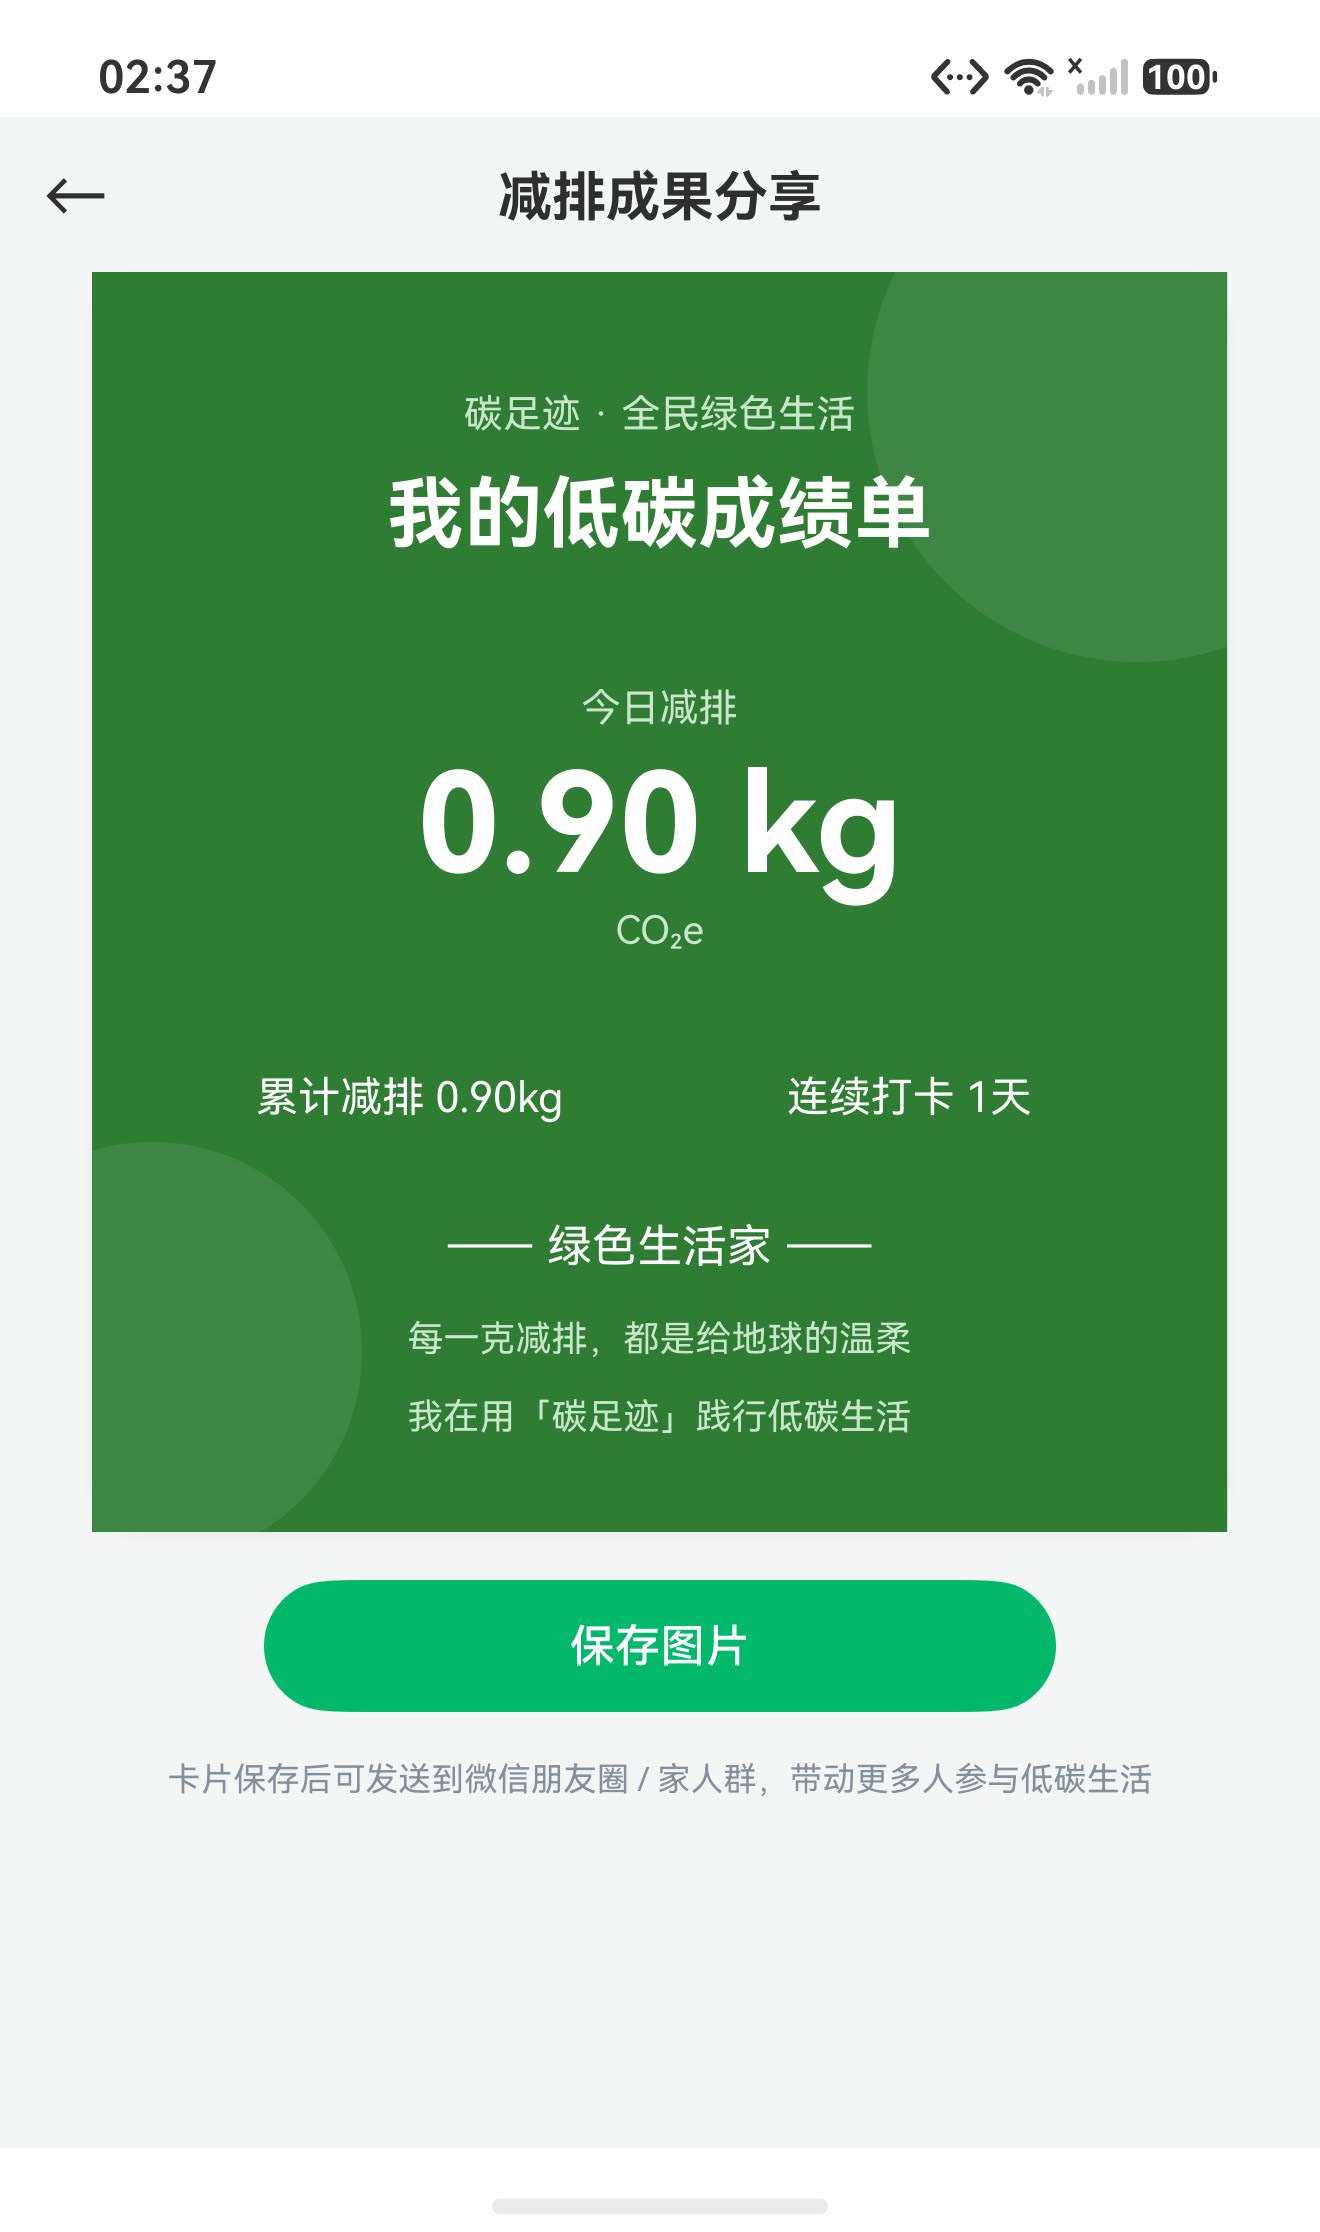 02:37
100
减排成果分享
碳足迹 · 全民绿色生活
我的低碳成绩单
今日减排
0.90 kg
CO₂e
累计减排 0.90kg 连续打卡 1天
—— 绿色生活家 ——
每一克减排，都是给地球的温柔
我在用「碳足迹」践行低碳生活
保存图片
卡片保存后可发送到微信朋友圈 / 家人群，带动更多人参与低碳生活